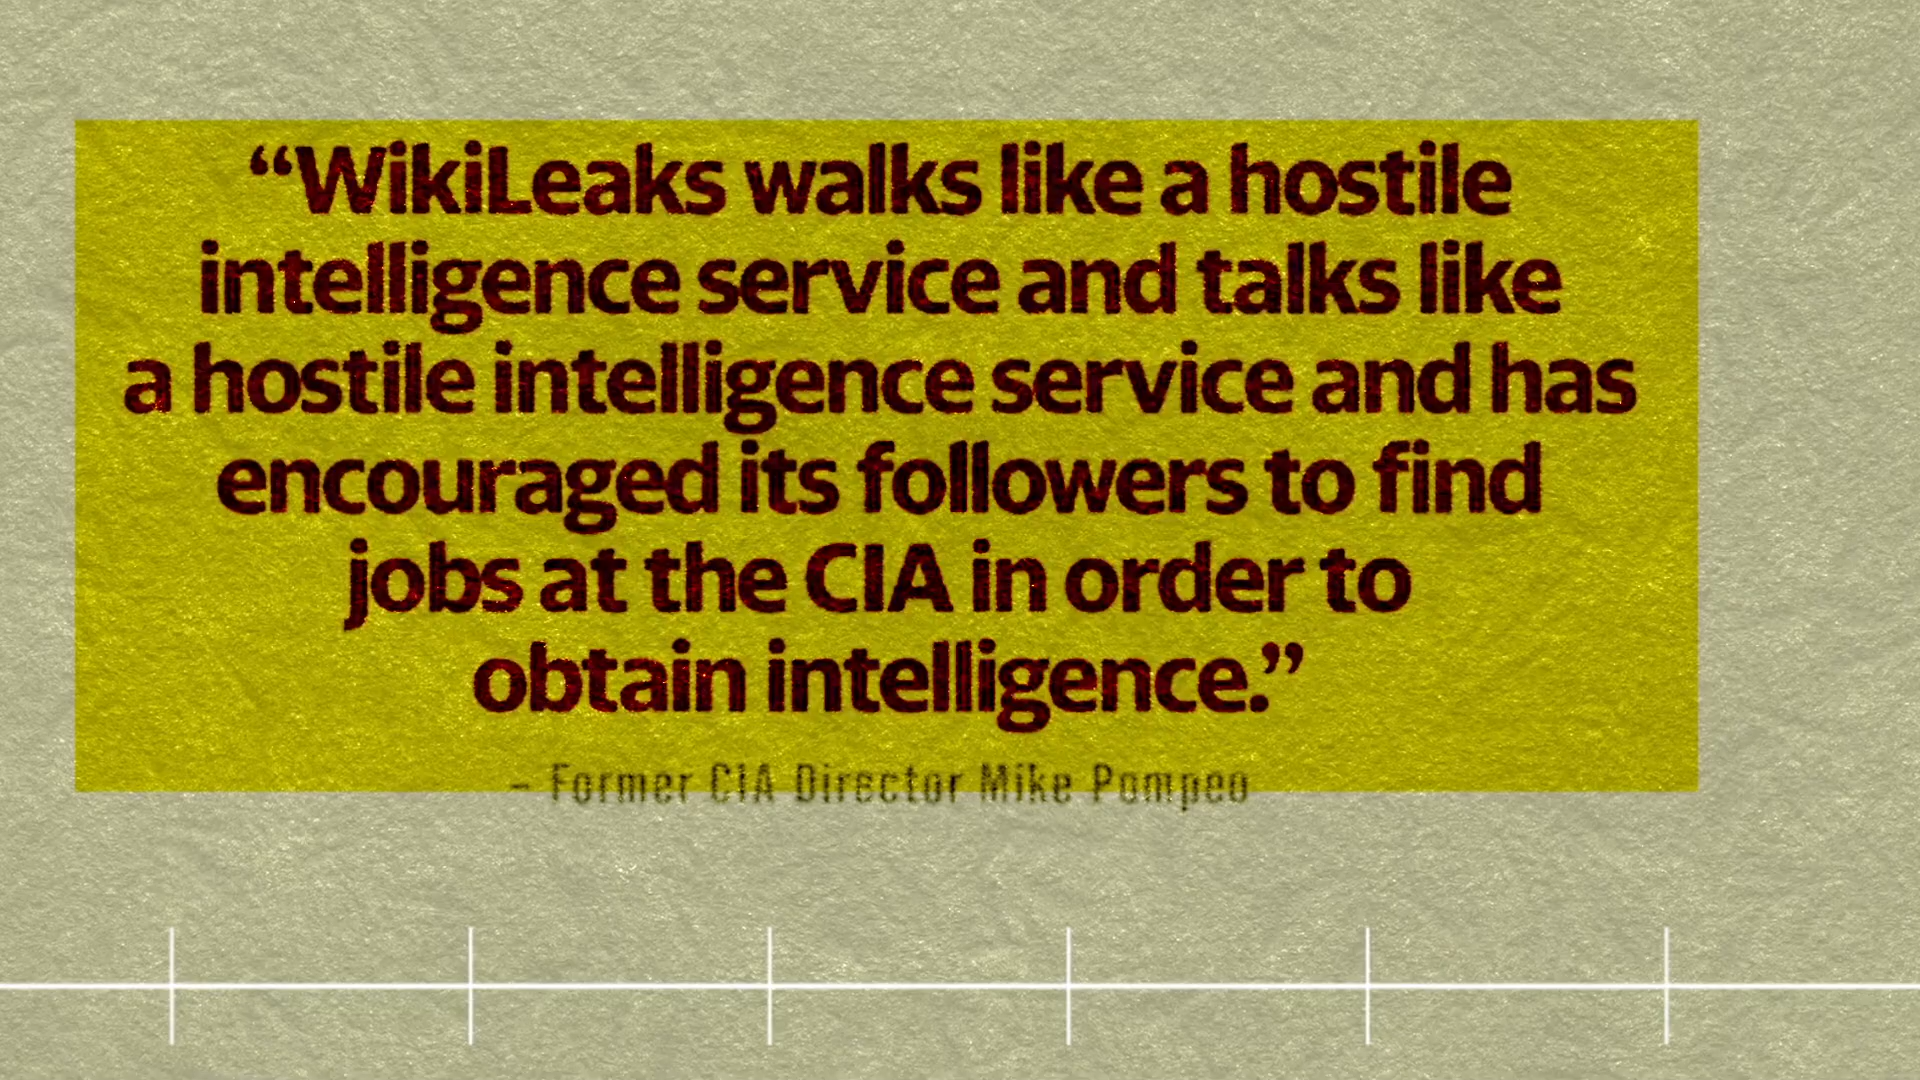 “WikiLeaks walks like a hostile
intelligence service and talks like
a hostile intelligence service and has
encouraged its followers to find
jobs at the CIA in order to
obtain intelligence.”
– Former CIA Director Mike Pompeo